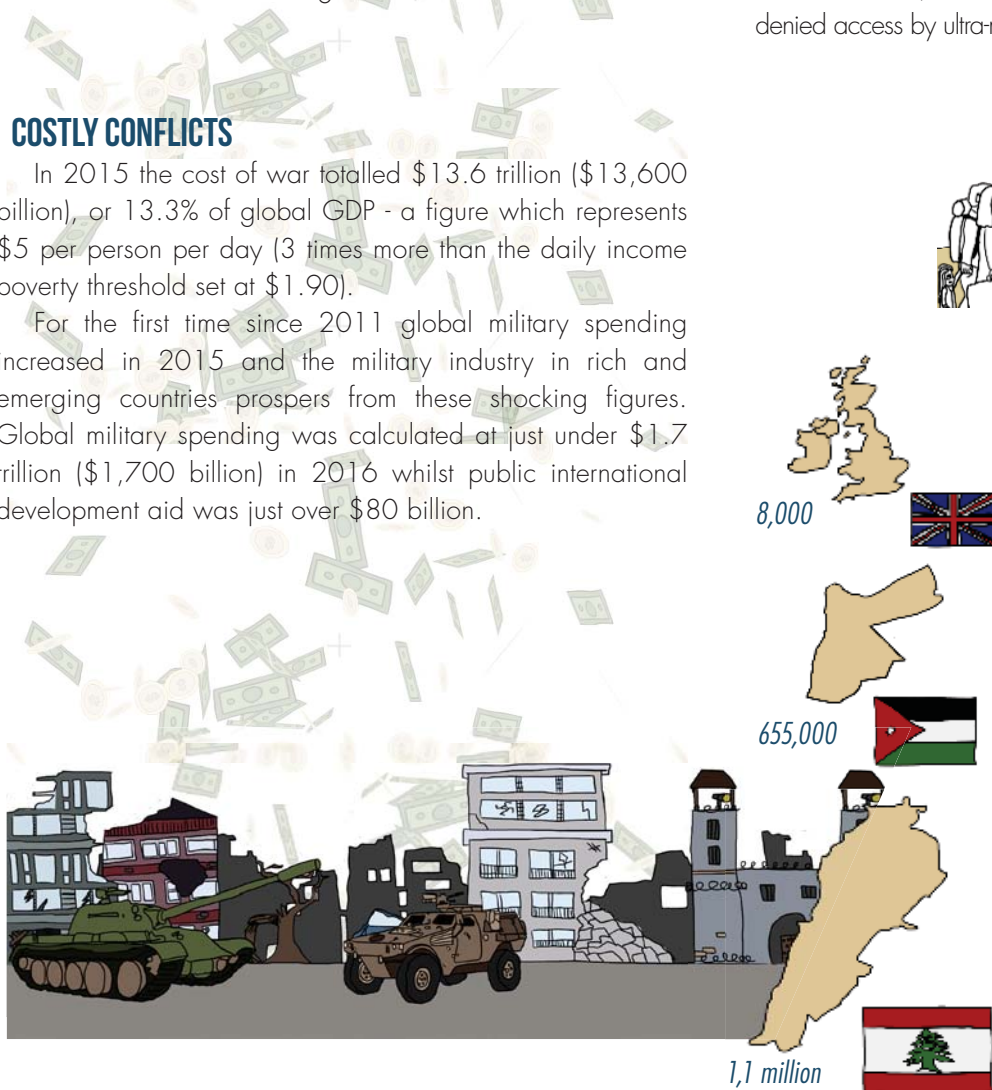 denied access by ultra-
COSTLY CONFLICTS
In 2015 the cost of war totalled $13.6 trillion ($13,600
billion), or 13.3% of global GDP - a figure which represents
$5 per person per day (3 times more than the daily income
poverty threshold set at $1.90).
For the first time since 2011 global military spending
increased in 2015 and the military industry in rich and
emerging countries prospers from these shocking figures.
Global military spending was calculated at just under $1.7
trillion ($1,700 billion) in 2016 whilst public international
development aid was just over $80 billion.
8,000
655,000
1,1 million